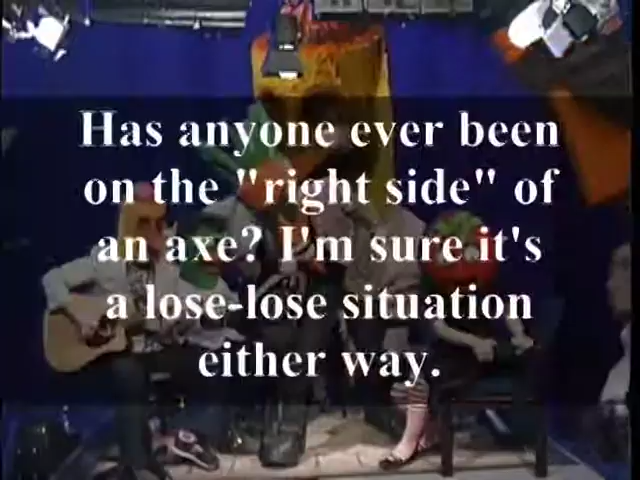 Has anyone ever been
on the "right side" of
an axe? I'm sure it's
a lose-lose situation
either way.